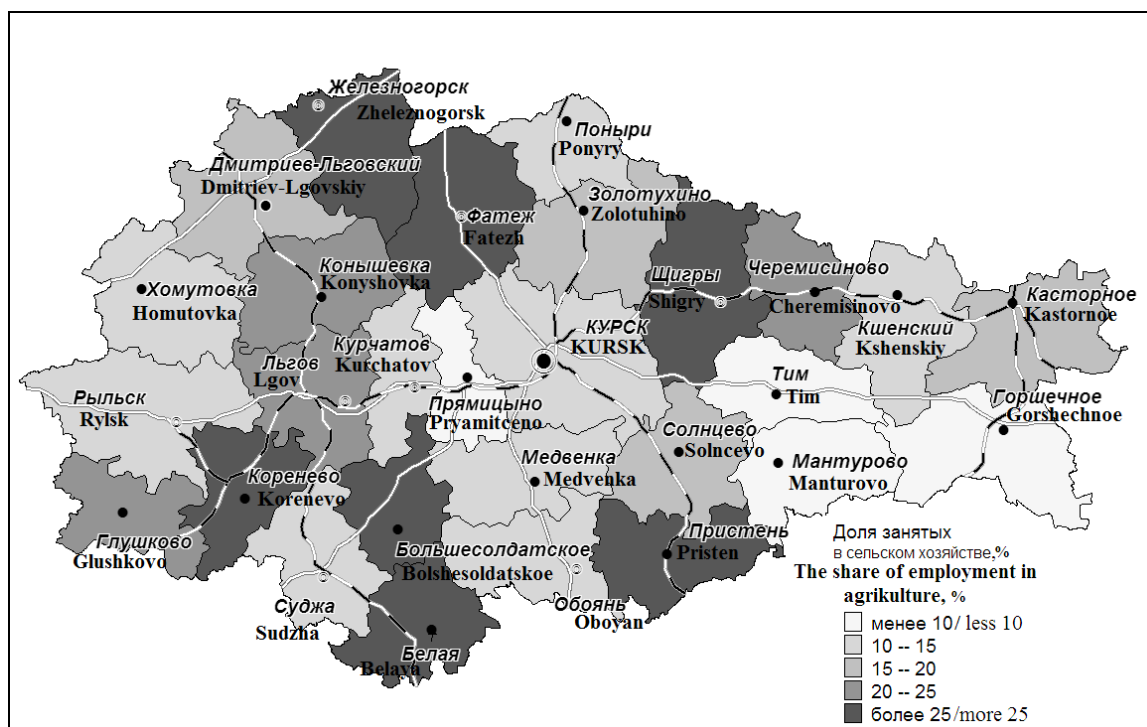 Железногорск
Zheleznogorsk
Поныри
Ponyry
Дмитриев-Льговский
Dmitriev-Lgovskiy
Золотухино
Zolotuhino
Фатеж
Fatezh
Конышевка
Konyshovka
Щигры
Shigry
Черемисиново
Cheremisinovo
Касторное
Kastornoe
Хомутовка
Homutovka
КУРСК
KURSK
Кшенский
Kshenskiy
Курчатов
Kurchatov
Льгов
Lgov
Тим
Tim
Горшечное
Gorshechnoe
Рыльск
Rylsk
Прямицыно
Pryamitceno
Солнцево
Solncevo
Медвенка
Medvenka
Мантурово
Manturovo
Коренево
Korenevo
Глушково
Glushkovo
Большесолдатское
Bolshesoldatskoe
Пристень
Pristen
Обоянь
Oboyan
Суджа
Sudzha
Белая
Belaya
Доля занятых
в сельском хозяйстве,%
The share of employment in
agrikulture, %
менее 10/ less 10
10 -- 15
15 -- 20
20 -- 25
более 25/more 25